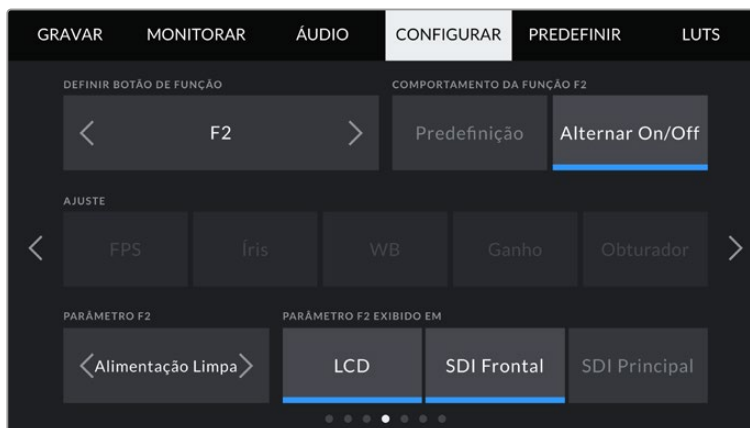 GRAVAR MONITORAR ÁUDIO CONFIGURAR PREDEFINIR LUTS
DEFINIR BOTÃO DE FUNÇÃO COMPORTAMENTO DA FUNÇÃO F2
F2 Predefinição Alternar On/Off
AJUSTE
FPS Íris WB Ganho Obturador
PARÂMETRO F2 PARÂMETRO F2 EXIBIDO EM
Alimentação Limpa LCD SDI Frontal SDI Principal